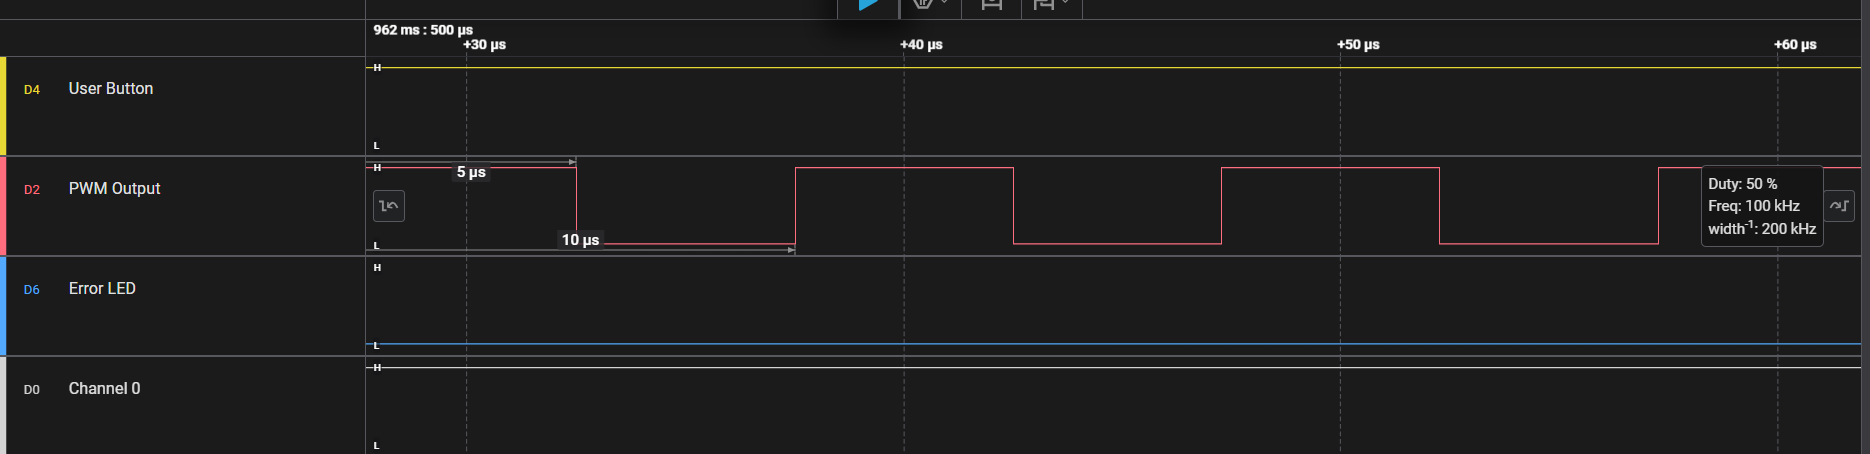 962 ms : 500 µs
+30 µs +40 µs +50 µs +60 µs
H
D4 User Button
L
H
5 µs
D2 PWM Output
Duty: 50 %
Freq: 100 kHz
width⁻¹: 200 kHz
10 µs
L
H
D6 Error LED
L
H
D0 Channel 0
L